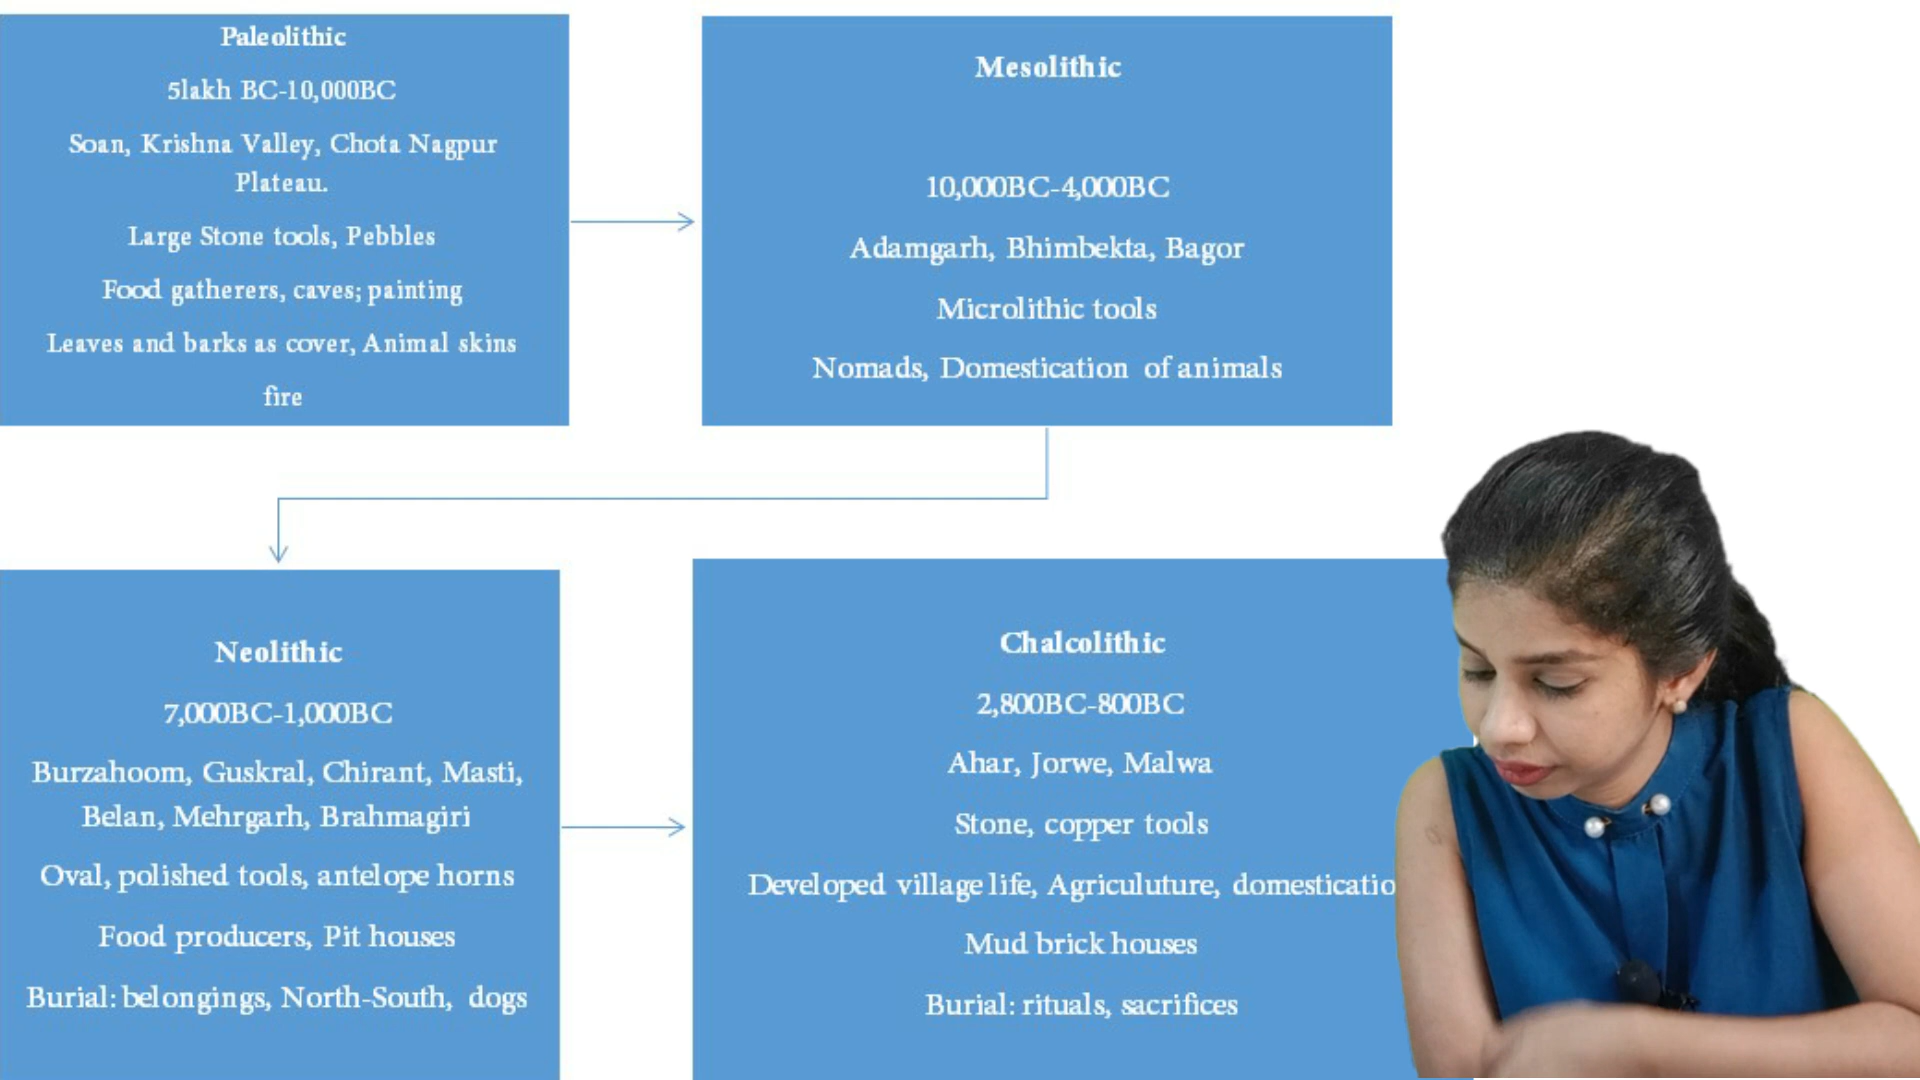 Paleolithic
5lakh BC-10,000BC
Soan, Krishna Valley, Chota Nagpur
Plateau.
Large Stone tools, Pebbles
Food gatherers, caves; painting
Leaves and barks as cover, Animal skins
fire
Mesolithic
10,000BC-4,000BC
Adamgarh, Bhimbekta, Bagor
Microlithic tools
Nomads, Domestication of animals
Neolithic
7,000BC-1,000BC
Burzahoom, Guskral, Chirant, Masti,
Belan, Mehrgarh, Brahmagiri
Oval, polished tools, antelope horns
Food producers, Pit houses
Burial: belongings, North-South, dogs
Chalcolithic
2,800BC-800BC
Ahar, Jorwe, Malwa
Stone, copper tools
Developed village life, Agriculuture, domesticatio
Mud brick houses
Burial: rituals, sacrifices